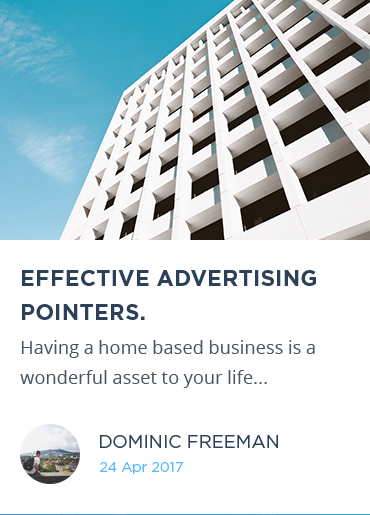 EFFECTIVE ADVERTISING
POINTERS.
Having a home based business is a
wonderful asset to your life...
DOMINIC FREEMAN
24 Apr 2017